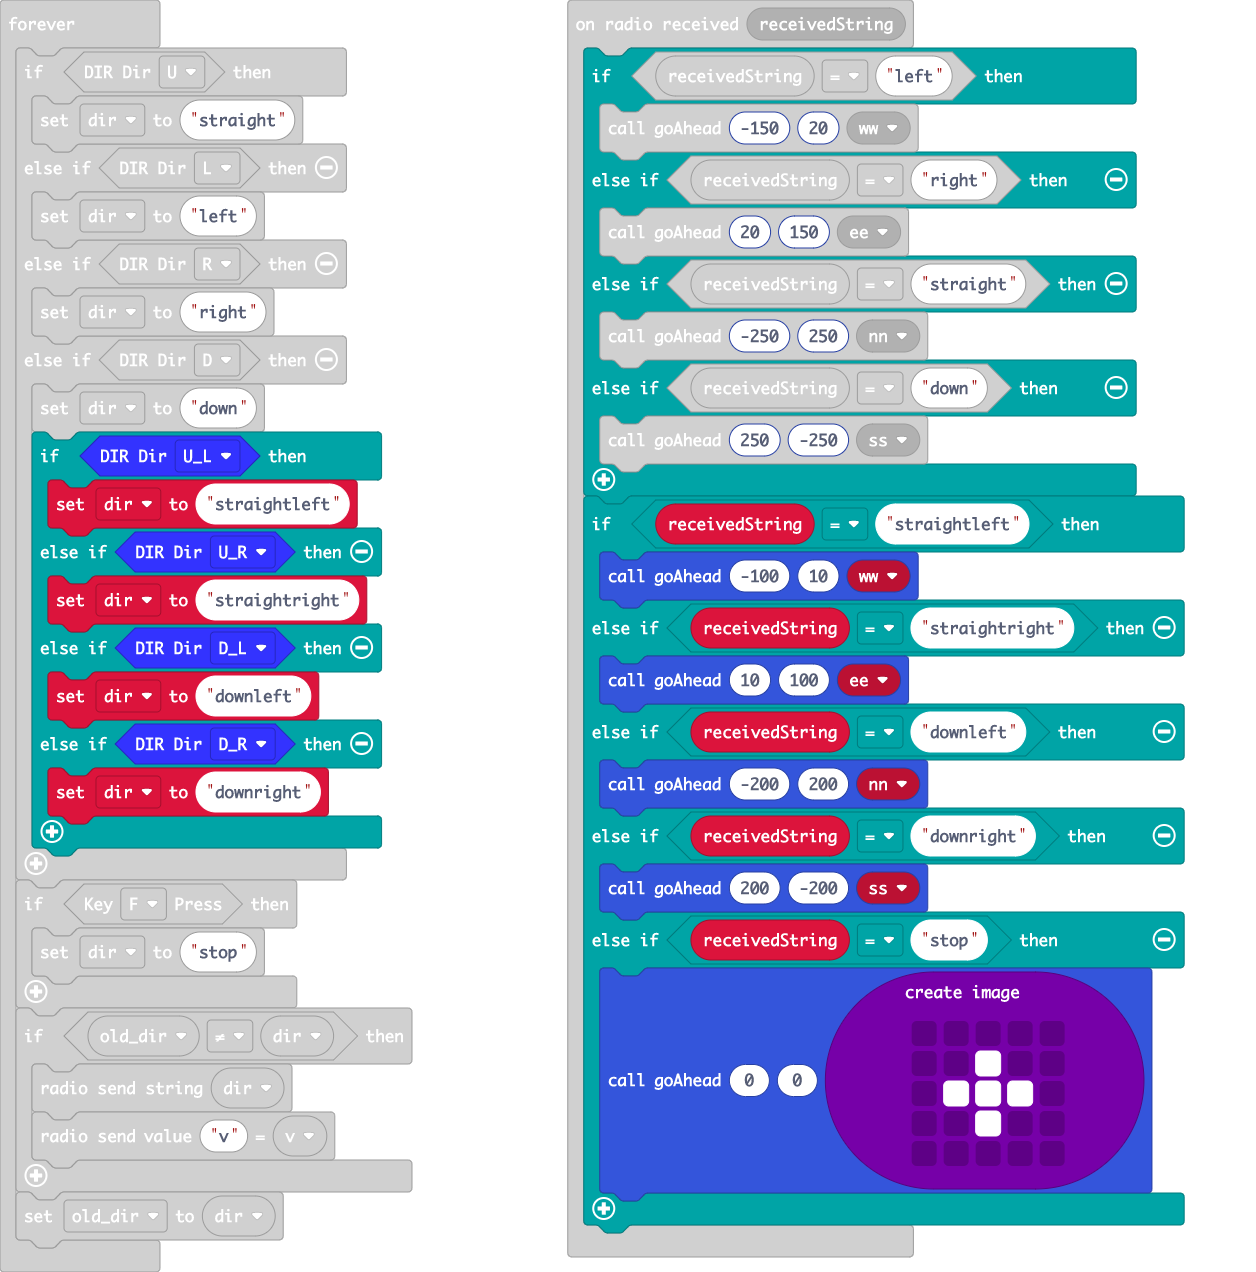 forever
if DIR Dir U then
set dir to "straight"
else if DIR Dir L then
set dir to "left"
else if DIR Dir R then
set dir to "right"
else if DIR Dir D then
set dir to "down"
if DIR Dir U_L then
set dir to "straightleft"
else if DIR Dir U_R then
set dir to "straightright"
else if DIR Dir D_L then
set dir to "downleft"
else if DIR Dir D_R then
set dir to "downright"
if Key F Press then
set dir to "stop"
if old_dir ≠ dir then
radio send string dir
radio send value "v" = v
set old_dir to dir
on radio received receivedString
if receivedString = "left" then
call goAhead -150 20 ww
else if receivedString = "right" then
call goAhead 20 150 ee
else if receivedString = "straight" then
call goAhead -250 250 nn
else if receivedString = "down" then
call goAhead 250 -250 ss
if receivedString = "straightleft" then
call goAhead -100 10 ww
else if receivedString = "straightright" then
call goAhead 10 100 ee
else if receivedString = "downleft" then
call goAhead -200 200 nn
else if receivedString = "downright" then
call goAhead 200 -200 ss
else if receivedString = "stop" then
create image
call goAhead 0 0